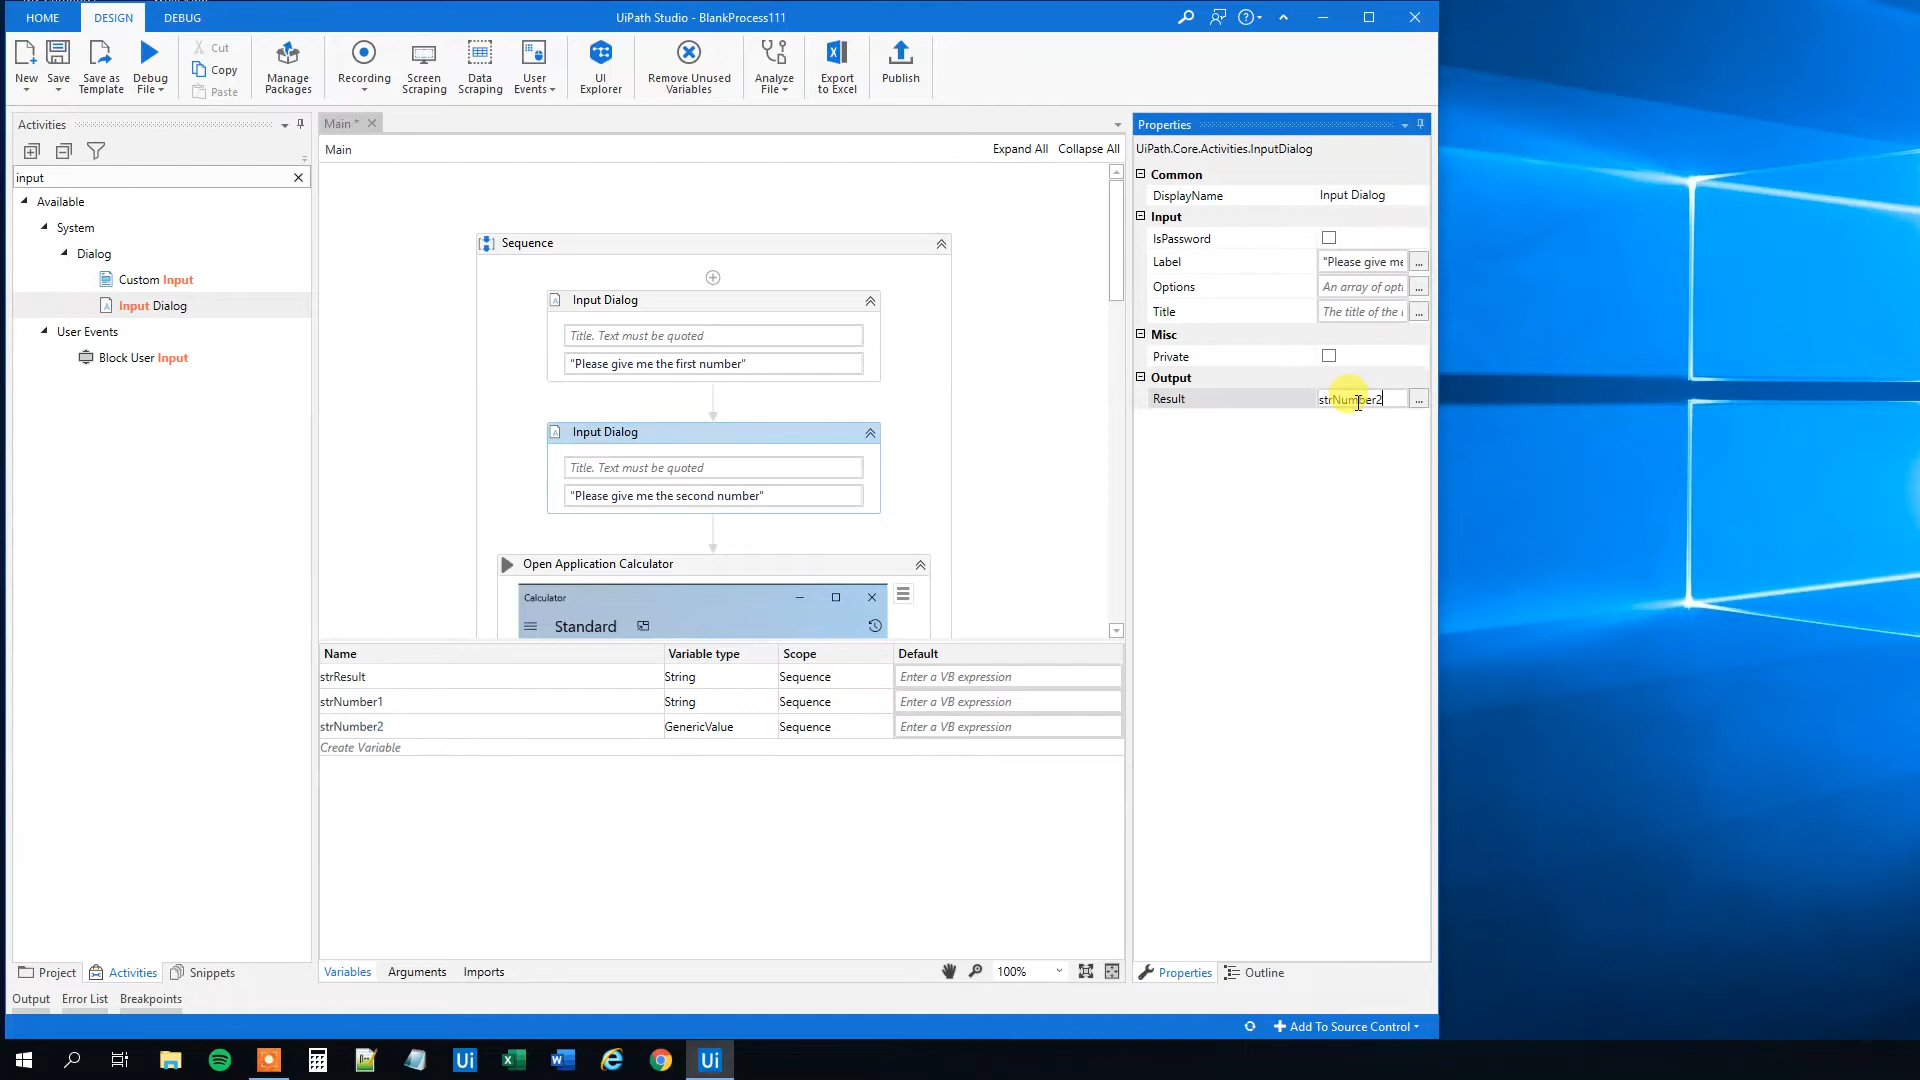 HOME DESIGN DEBUG UiPath Studio - BlankProcess111
New Save Save as Template Debug File Cut Copy Paste Manage Packages Recording Screen Scraping Data Scraping User Events UI Explorer Remove Unused Variables Analyze File Export to Excel Publish
Activities
input
Available
System
Dialog
Custom Input
Input Dialog
User Events
Block User Input
Main *
Main Expand All Collapse All
Sequence
Input Dialog
Title. Text must be quoted
"Please give me the first number"
Input Dialog
Title. Text must be quoted
"Please give me the second number"
Open Application Calculator
Calculator
Standard
Name Variable type Scope Default
strResult String Sequence Enter a VB expression
strNumber1 String Sequence Enter a VB expression
strNumber2 GenericValue Sequence Enter a VB expression
Create Variable
Variables Arguments Imports 100%
Properties
UiPath.Core.Activities.InputDialog
Common
DisplayName Input Dialog
Input
IsPassword
Label "Please give me ...
Options An array of opti ...
Title The title of the i ...
Misc
Private
Output
Result strNumber2 ...
Properties Outline
Project Activities Snippets
Output Error List Breakpoints
Add To Source Control
Ui W Ui